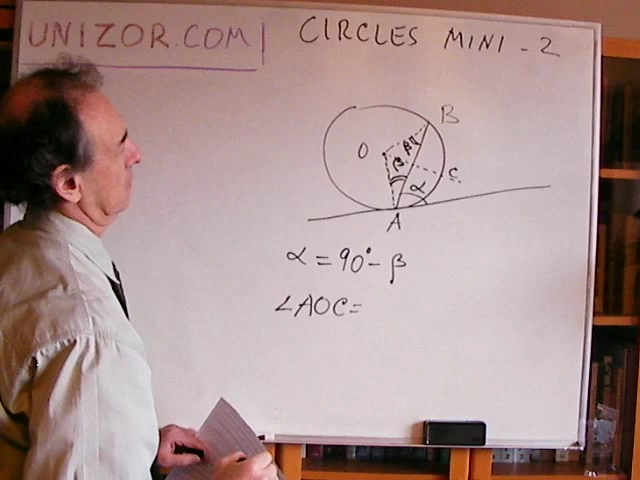 UNIZOR.COM
CIRCLES MINI - 2
B
O
β
β
C
α
A
α = 90° - β
∠AOC =